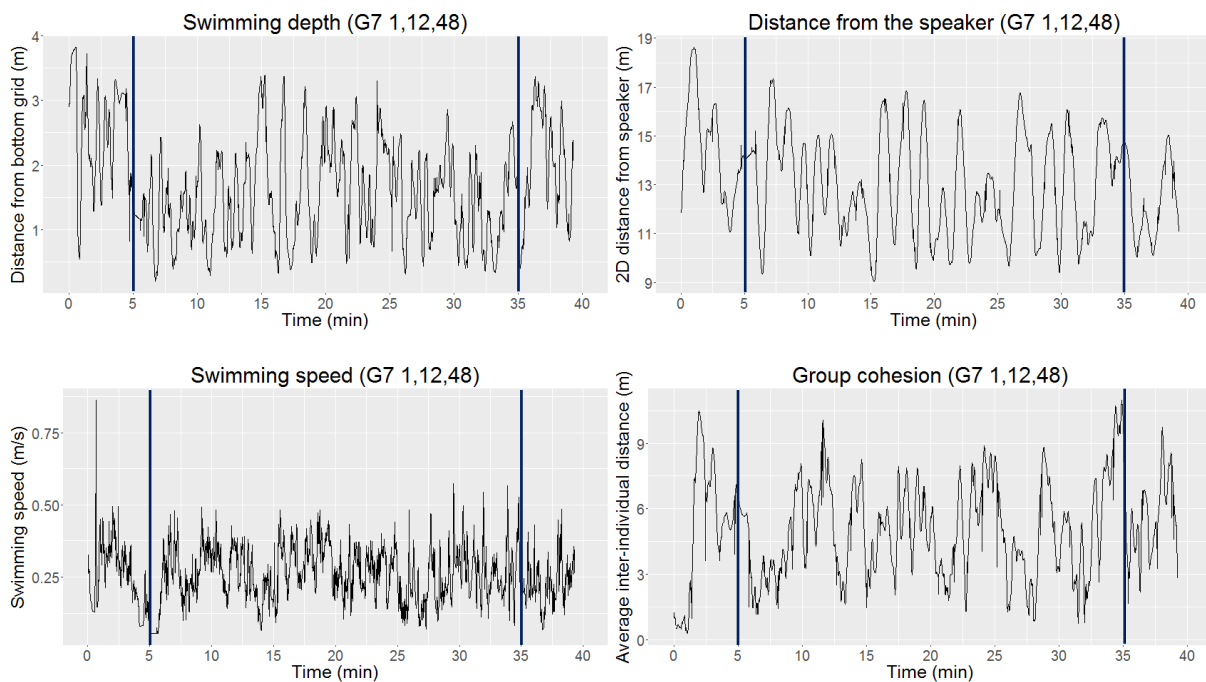 Swimming depth (G7 1,12,48)
Distance from bottom grid (m)
4
3
2
1
0 5 10 15 20 25 30 35 40
Time (min)
Distance from the speaker (G7 1,12,48)
2D distance from speaker (m)
19
17
15
13
11
9
0 5 10 15 20 25 30 35 40
Time (min)
Swimming speed (G7 1,12,48)
Swimming speed (m/s)
0.75
0.50
0.25
0 5 10 15 20 25 30 35 40
Time (min)
Group cohesion (G7 1,12,48)
Average inter-individual distance (m)
9
6
3
0
0 5 10 15 20 25 30 35 40
Time (min)